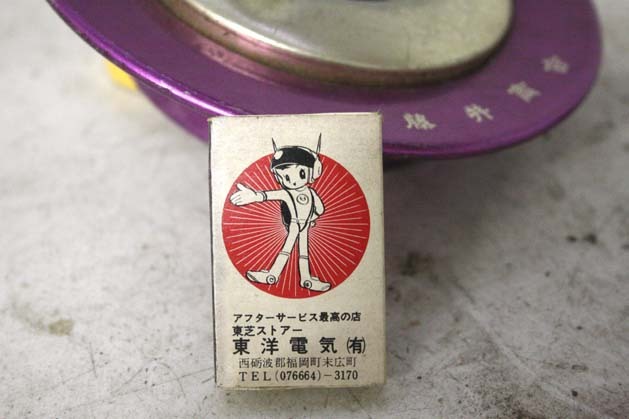 アフターサービス最高の店
東芝ストアー
東洋電気(有)
西砺波郡福岡町末広町
TEL(076664)-3170